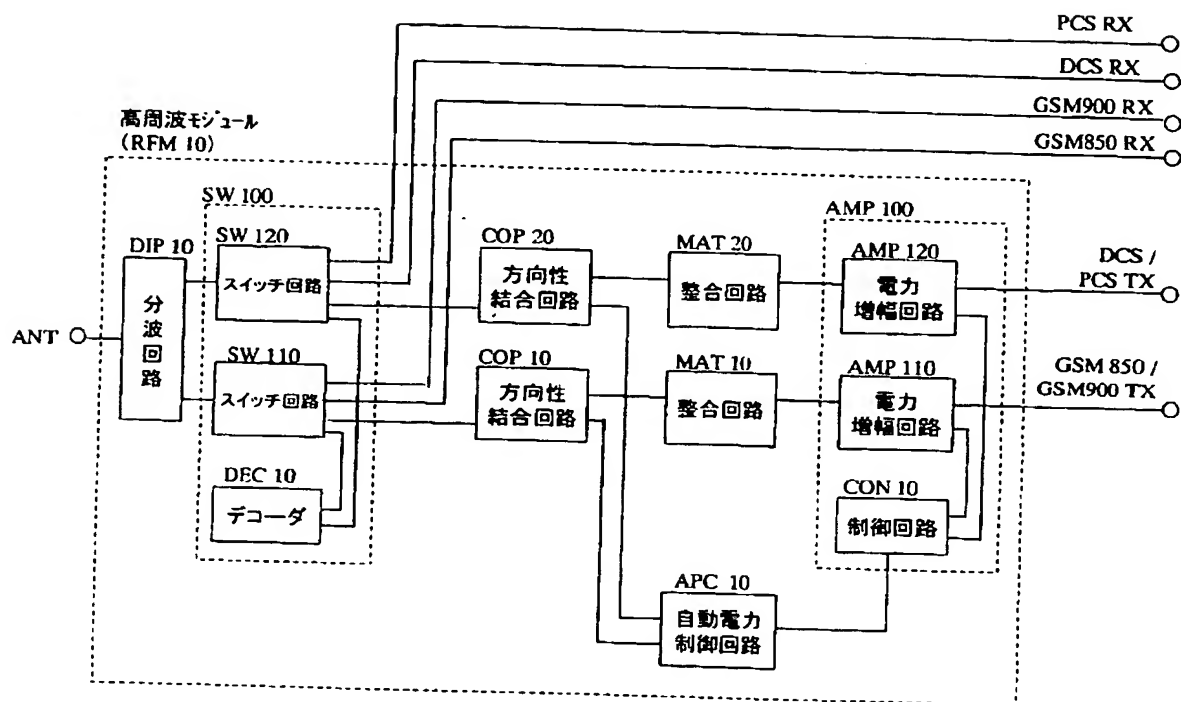 PCS RX
DCS RX
GSM900 RX
GSM850 RX
高周波モジュール
(RFM 10)
SW 100
AMP 100
DIP 10
分波回路
SW 120
スイッチ回路
COP 20
方向性
結合回路
MAT 20
整合回路
AMP 120
電力
増幅回路
DCS /
PCS TX
ANT
SW 110
スイッチ回路
COP 10
方向性
結合回路
MAT 10
整合回路
AMP 110
電力
増幅回路
GSM 850 /
GSM900 TX
DEC 10
デコーダ
CON 10
制御回路
APC 10
自動電力
制御回路